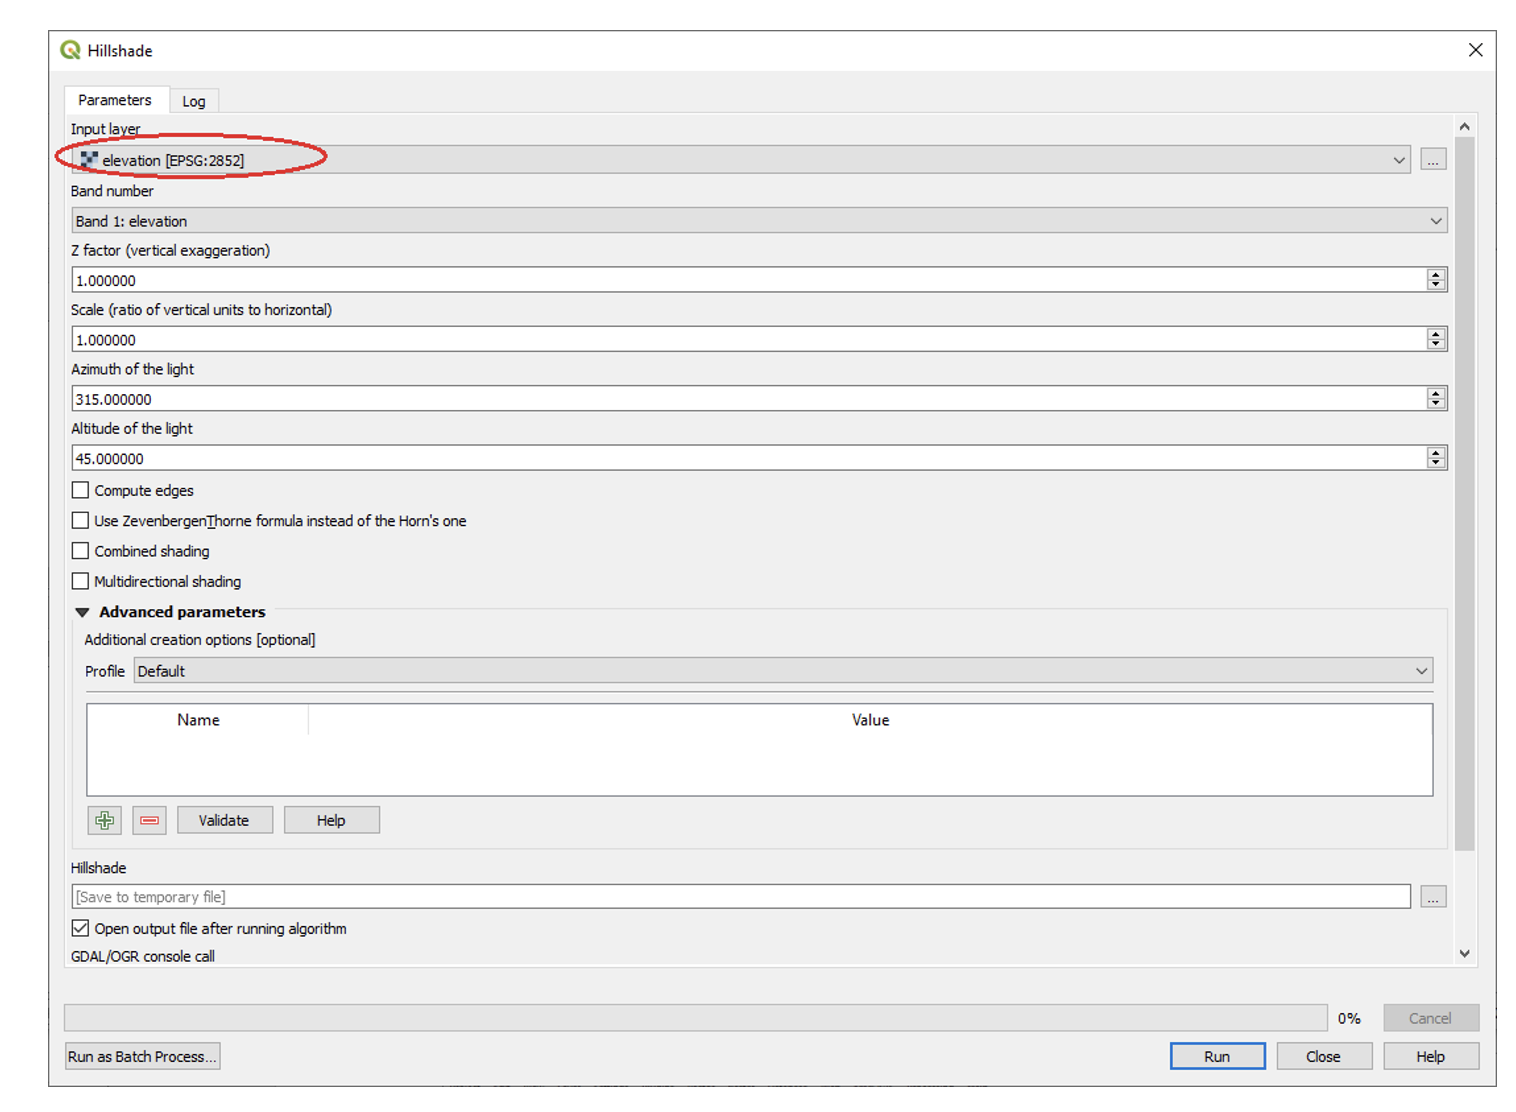 Hillshade
Parameters
Log
Input layer
elevation [EPSG:2852]
...
Band number
Band 1: elevation
Z factor (vertical exaggeration)
1.000000
Scale (ratio of vertical units to horizontal)
1.000000
Azimuth of the light
315.000000
Altitude of the light
45.000000
Compute edges
Use ZevenbergenThorne formula instead of the Horn's one
Combined shading
Multidirectional shading
Advanced parameters
Additional creation options [optional]
Profile Default
Name Value
Validate Help
Hillshade
[Save to temporary file]
...
Open output file after running algorithm
GDAL/OGR console call
0% Cancel
Run as Batch Process... Run Close Help